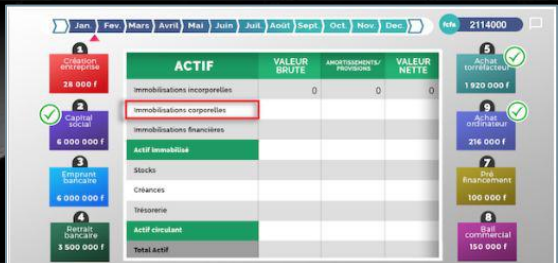 Jan. Fev. Mars Avril Mai Juin Juil. Août Sept. Oct. Nov. Dec.
fcfa 2114000
1
Création entreprise
28 000 f
2
Capital social
6 000 000 f
3
Emprunt bancaire
6 000 000 f
4
Retrait bancaire
3 500 000 f
ACTIF VALEUR BRUTE AMORTISSEMENTS/PROVISIONS VALEUR NETTE
Immobilisations incorporelles 0 0 0
Immobilisations corporelles
Immobilisations financières
Actif immobilisé
Stocks
Créances
Trésorerie
Actif circulant
Total Actif
5
Achat torréfacteur
1 920 000 f
9
Achat ordinateur
216 000 f
7
Pré financement
100 000 f
8
Bail commercial
150 000 f